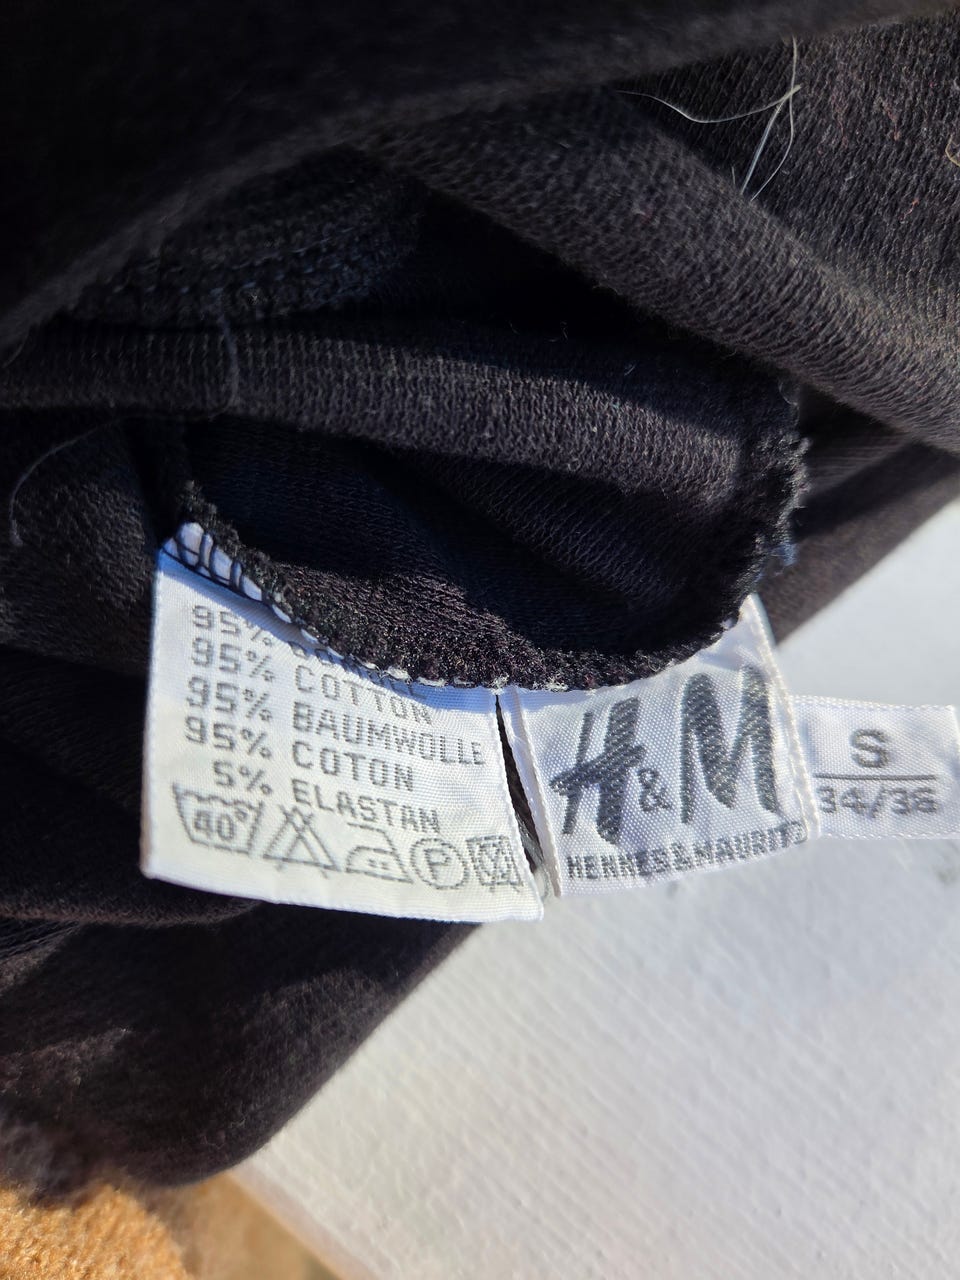 95%
95% COTTON
95% BAUMWOLLE
95% COTON
5% ELASTAN
40°
P
H&M
HENNES & MAURITZ
S
34/36